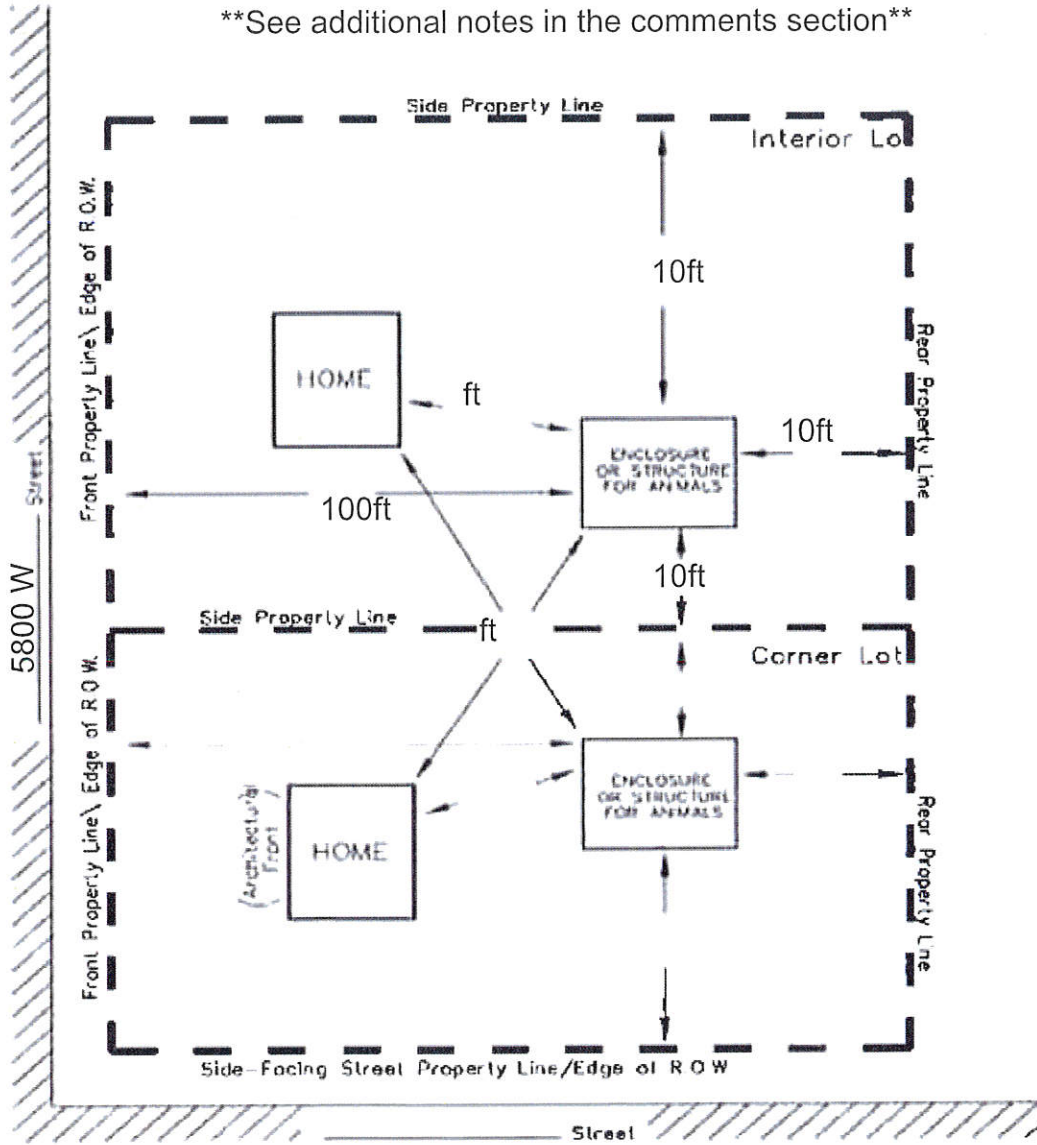 **See additional notes in the comments section**
Side Property Line
Interior Lo
Front Property Line\ Edge of R.O.W.
10ft
HOME
ft
ENCLOSURE
OR STRUCTURE
FOR ANIMALS
10ft
Rear Property Line
100ft
10ft
Street
5800 W
Side Property Line
ft
Corner Lot
Front Property Line\ Edge of R O W.
ENCLOSURE
OR STRUCTURE
FOR ANIMALS
(Architectural
Front)
HOME
Rear Property Line
Side-Facing Street Property Line/Edge of R O W
Street